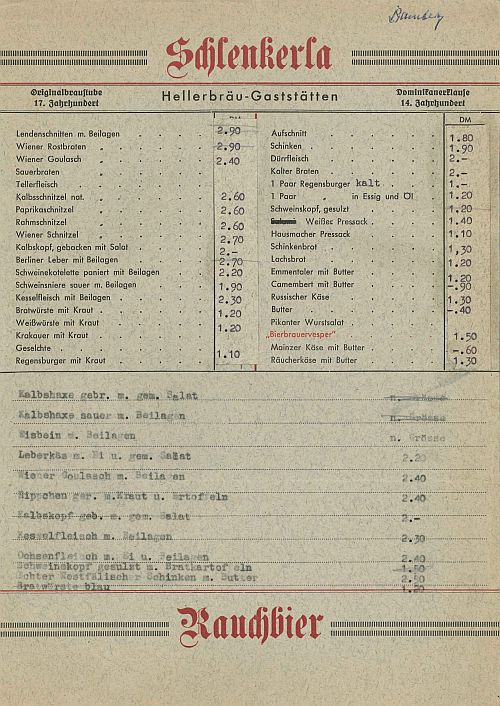 Bamberg
Schlenkerla
Originalbraustube
17. Jahrhundert
Hellerbräu-Gaststätten
Dominikanerklause
14. Jahrhundert
DM
Lendenschnitten m. Beilagen 2.90
Wiener Rostbraten 2.90
Wiener Goulasch 2.40
Sauerbraten
Tellerfleisch
Kalbsschnitzel nat. 2.60
Paprikaschnitzel 2.60
Rahmschnitzel 2.60
Wiener Schnitzel 2.70
Kalbskopf, gebacken mit Salat 2.-
Berliner Leber mit Beilagen 2.70
Schweinekotelette paniert mit Beilagen 2.20
Schweinsniere sauer m. Beilagen 1.90
Kesselfleisch mit Beilagen 2.30
Bratwürste mit Kraut 1.20
Weißwürste mit Kraut 1.20
Krakauer mit Kraut
Geselchte
Regensburger mit Kraut 1.10
Aufschnitt 1.80
Schinken 1.90
Dürrfleisch 2.-
Kalter Braten 2.-
1 Paar Regensburger kalt 1.-
1 Paar „ in Essig und Öl 1.20
Schweinskopf, gesulzt 1.20
Weißer Pressack 1.40
Hausmacher Pressack 1.10
Schinkenbrot 1,30
Lachsbrot 1.20
Emmentaler mit Butter 1.20
Camembert mit Butter -.90
Russischer Käse 1.30
Butter -.40
Pikanter Wurstsalat
„Bierbrauervesper" 1.50
Mainzer Käse mit Butter -.60
Räucherkäse mit Butter 1.30
Kalbshaxe gebr. m. gem. Salat n. Grösse
Kalbshaxe sauer m. Beilagen n. Grösse
Eisbein m. Beilagen n. Grösse
Leberkäs m. Ei u. gem. Salat 2.20
Wiener Goulasch m. Beilagen 2.40
Rippchen ger. m.Kraut u. Krtoffeln 2.40
Kalbskopf geb. m. gem. Salat 2.-
Kesselfleisch m. Beilagen 2.30
Ochsenfleisch m. Ei u. Beilagen 2.40
Schweinskopf gesulzt m. Bratkartofeln 1.50
Echter Westfälischer Schinken m. Butter 2.50
Bratwürste blau 1.20
Rauchbier